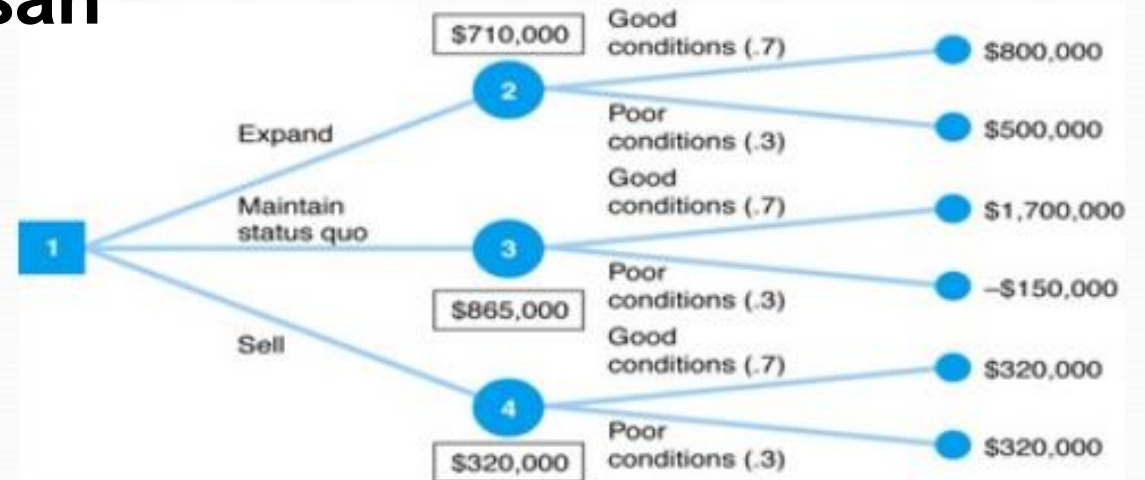 $710,000
Good
conditions (.7)
$800,000
2
Poor
conditions (.3)
$500,000
Expand
Good
conditions (.7)
$1,700,000
Maintain
status quo
1
3
Poor
conditions (.3)
–$150,000
$865,000
Good
conditions (.7)
$320,000
Sell
4
Poor
conditions (.3)
$320,000
$320,000